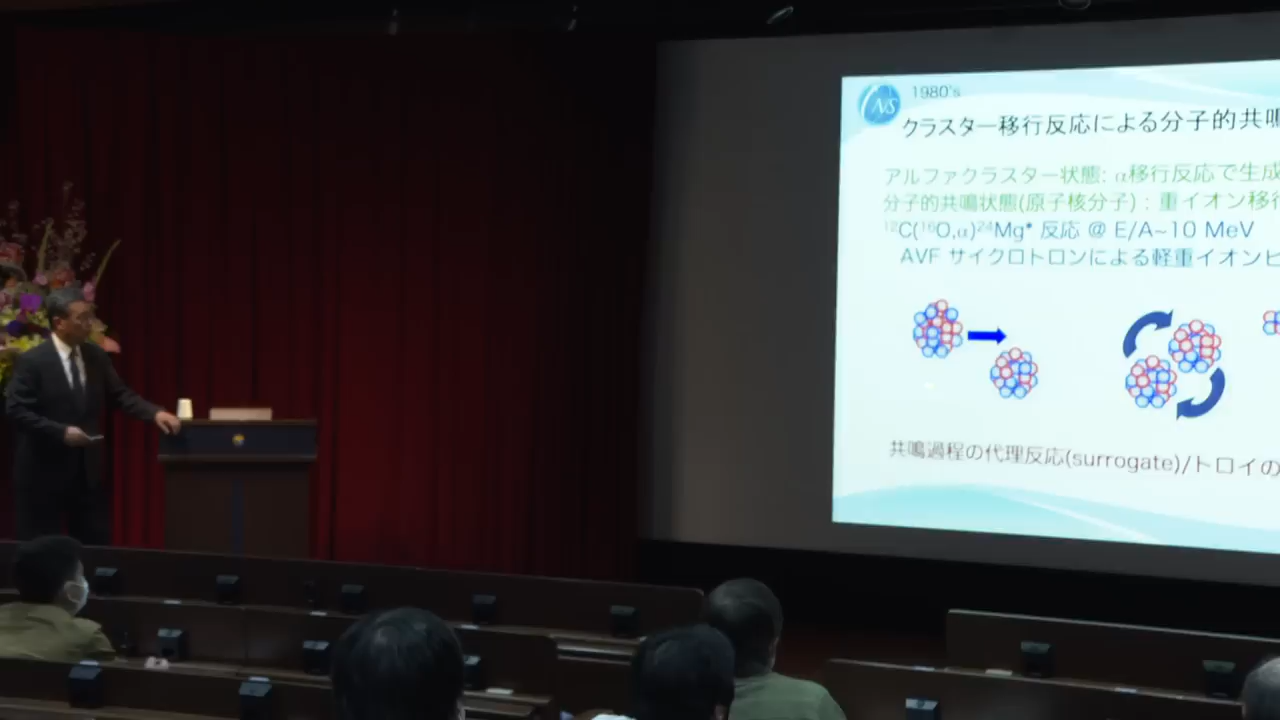 CNS
1980's
クラスター移行反応による分子的共鳴
アルファクラスター状態: α移行反応で生成
分子的共鳴状態(原子核分子) : 重イオン移行
¹²C(¹⁶O,α)²⁴Mg* 反応 @ E/A~10 MeV
AVF サイクロトロンによる軽重イオンビ
共鳴過程の代理反応(surrogate)/トロイの